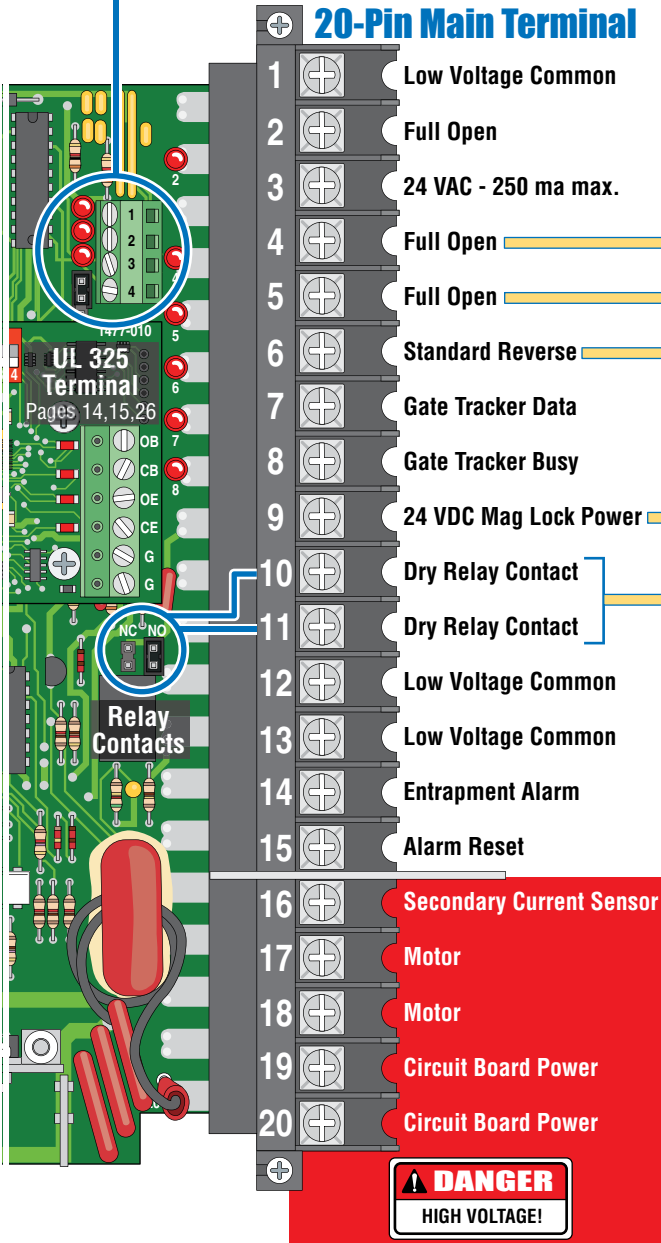 20-Pin Main Terminal
1 Low Voltage Common
2 Full Open
3 24 VAC - 250 ma max.
4 Full Open
5 Full Open
6 Standard Reverse
7 Gate Tracker Data
8 Gate Tracker Busy
9 24 VDC Mag Lock Power
10 Dry Relay Contact
11 Dry Relay Contact
12 Low Voltage Common
13 Low Voltage Common
14 Entrapment Alarm
15 Alarm Reset
16 Secondary Current Sensor
17 Motor
18 Motor
19 Circuit Board Power
20 Circuit Board Power
DANGER
HIGH VOLTAGE!
2
1
2
3
4
4
5
6
7
8
1477-010
4
UL 325
Terminal
Pages 14,15,26
OB
CB
OE
CE
G
G
NC NO
Relay
Contacts